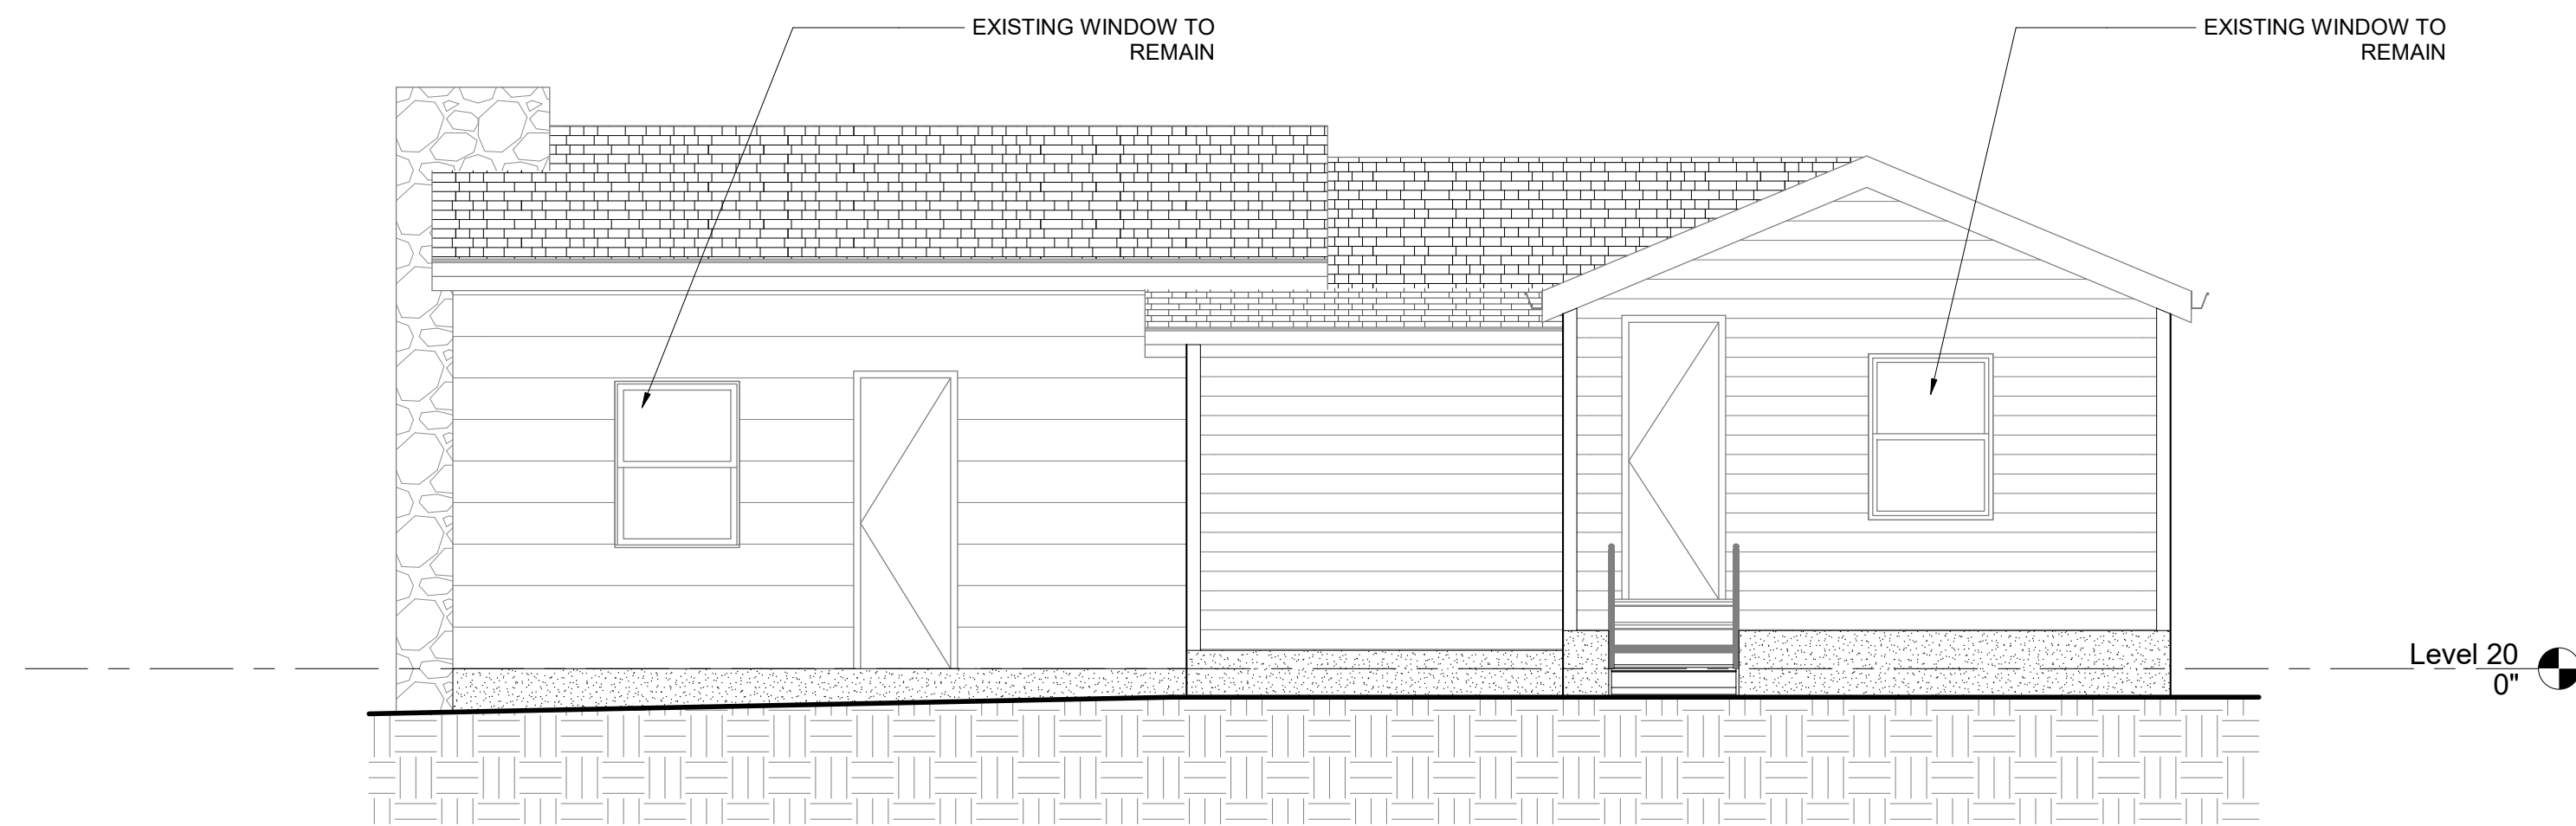 EXISTING WINDOW TO
REMAIN
EXISTING WINDOW TO
REMAIN
Level 20
0"